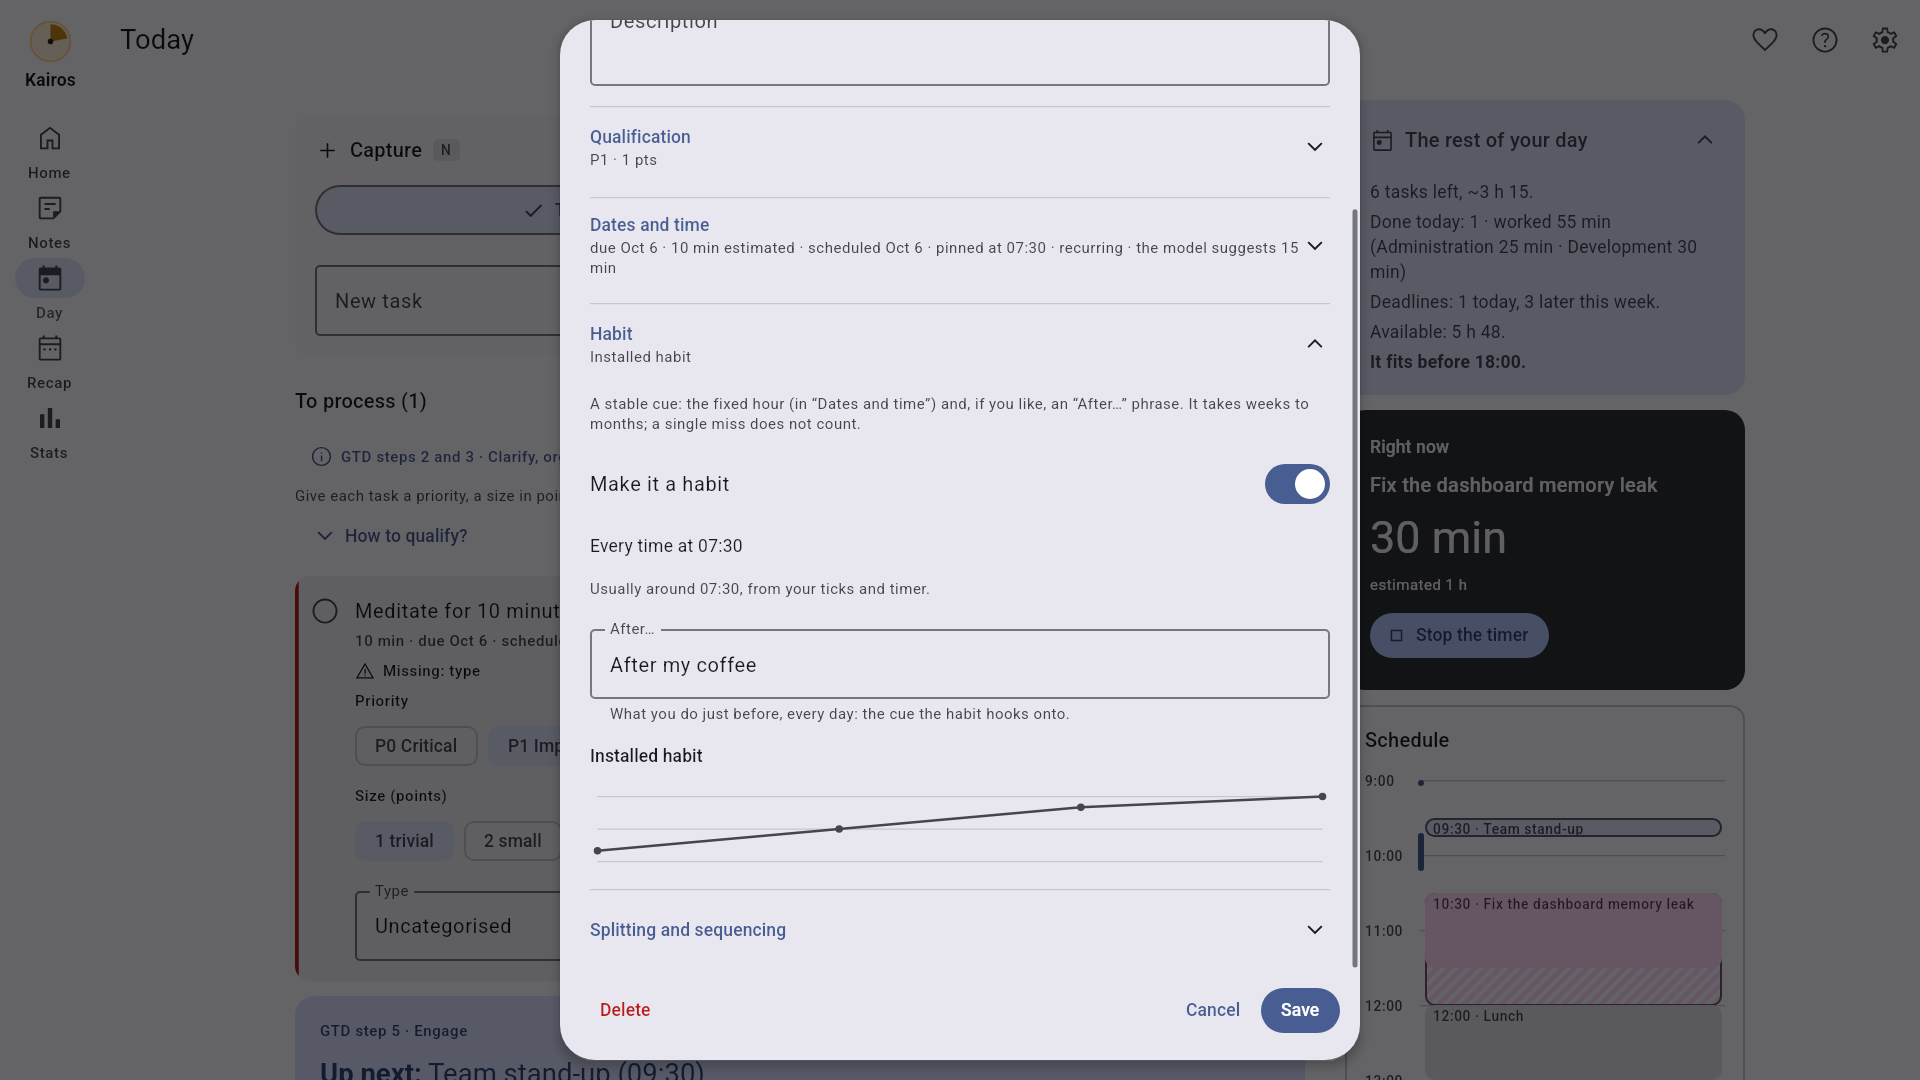 Kairos
Home
Notes
Day
Recap
Stats
Today
Capture N
New task
To process (1)
GTD steps 2 and 3 · Clarify,
Give each task a priority, a size in
How to qualify?
Meditate for 10
10 min · due Oct 6 ·
Missing: type
Priority
P0 Critical
P1
Size (points)
1 trivial
2 small
Type
Uncategorised
GTD step 5 · Engage
Up next: Team stand-up (09:30)
Description
Qualification
P1 · 1 pts
Dates and time
due Oct 6 · 10 min estimated · scheduled Oct 6 · pinned at 07:30 · recurring · the model suggests 15
min
Habit
Installed habit
A stable cue: the fixed hour (in “Dates and time”) and, if you like, an “After…” phrase. It takes weeks to
months; a single miss does not count.
Make it a habit
Every time at 07:30
Usually around 07:30, from your ticks and timer.
After…
After my coffee
What you do just before, every day: the cue the habit hooks onto.
Installed habit
Splitting and sequencing
Delete
Cancel
Save
The rest of your day
6 tasks left, ~3 h 15.
Done today: 1 · worked 55 min
(Administration 25 min · Development 30
min)
Deadlines: 1 today, 3 later this week.
Available: 5 h 48.
It fits before 18:00.
Right now
Fix the dashboard memory leak
30 min
estimated 1 h
Stop the timer
Schedule
9:00
09:30 · Team stand-up
10:00
10:30 · Fix the dashboard memory leak
11:00
12:00
12:00 · Lunch